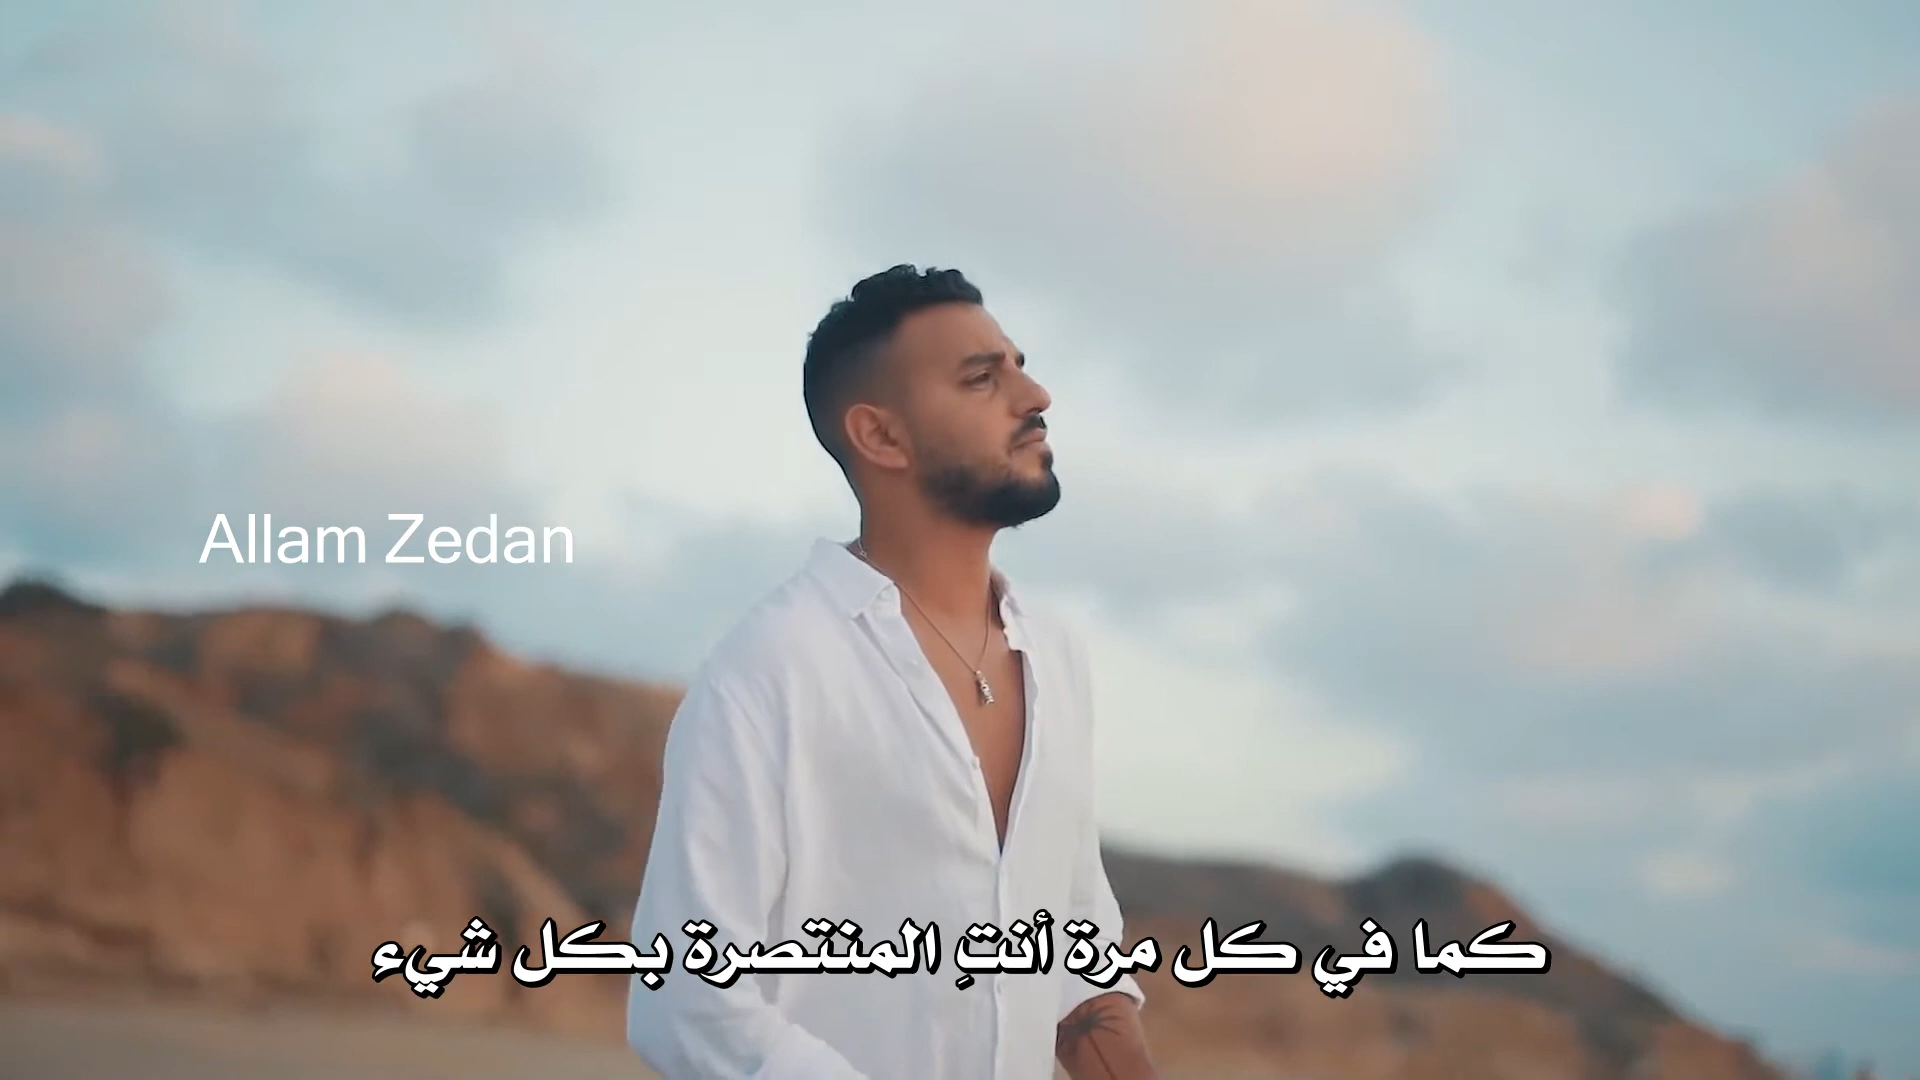 Allam Zedan
كما في كل مرة أنتِ المنتصرة بكل شيء